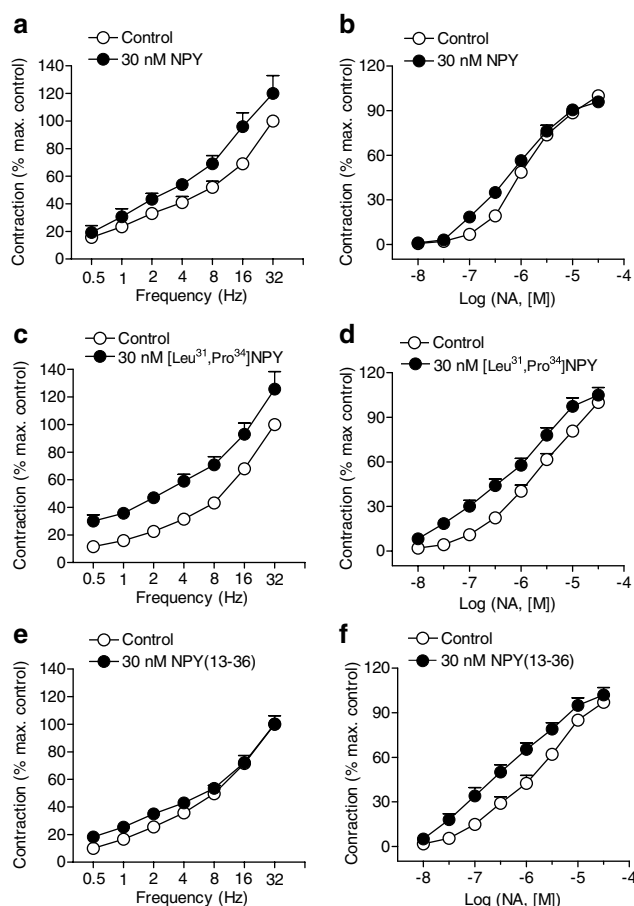 a
Control
30 nM NPY
Contraction (% max. control)
140
120
100
80
60
40
20
0
0.5 1 2 4 8 16 32
Frequency (Hz)
b
Control
30 nM NPY
Contraction (% max. control)
120
90
60
30
0
-8 -7 -6 -5 -4
Log (NA, [M])
c
Control
30 nM [Leu³¹,Pro³⁴]NPY
Contraction (% max. control)
140
120
100
80
60
40
20
0
0.5 1 2 4 8 16 32
Frequency (Hz)
d
Control
30 nM [Leu³¹,Pro³⁴]NPY
Contraction (% max. control)
120
90
60
30
0
-8 -7 -6 -5 -4
Log (NA, [M])
e
Control
30 nM NPY(13-36)
Contraction (% max. control)
140
120
100
80
60
40
20
0
0.5 1 2 4 8 16 32
Frequency (Hz)
f
Control
30 nM NPY(13-36)
Contraction (% max. control)
120
90
60
30
0
-8 -7 -6 -5 -4
Log (NA, [M])